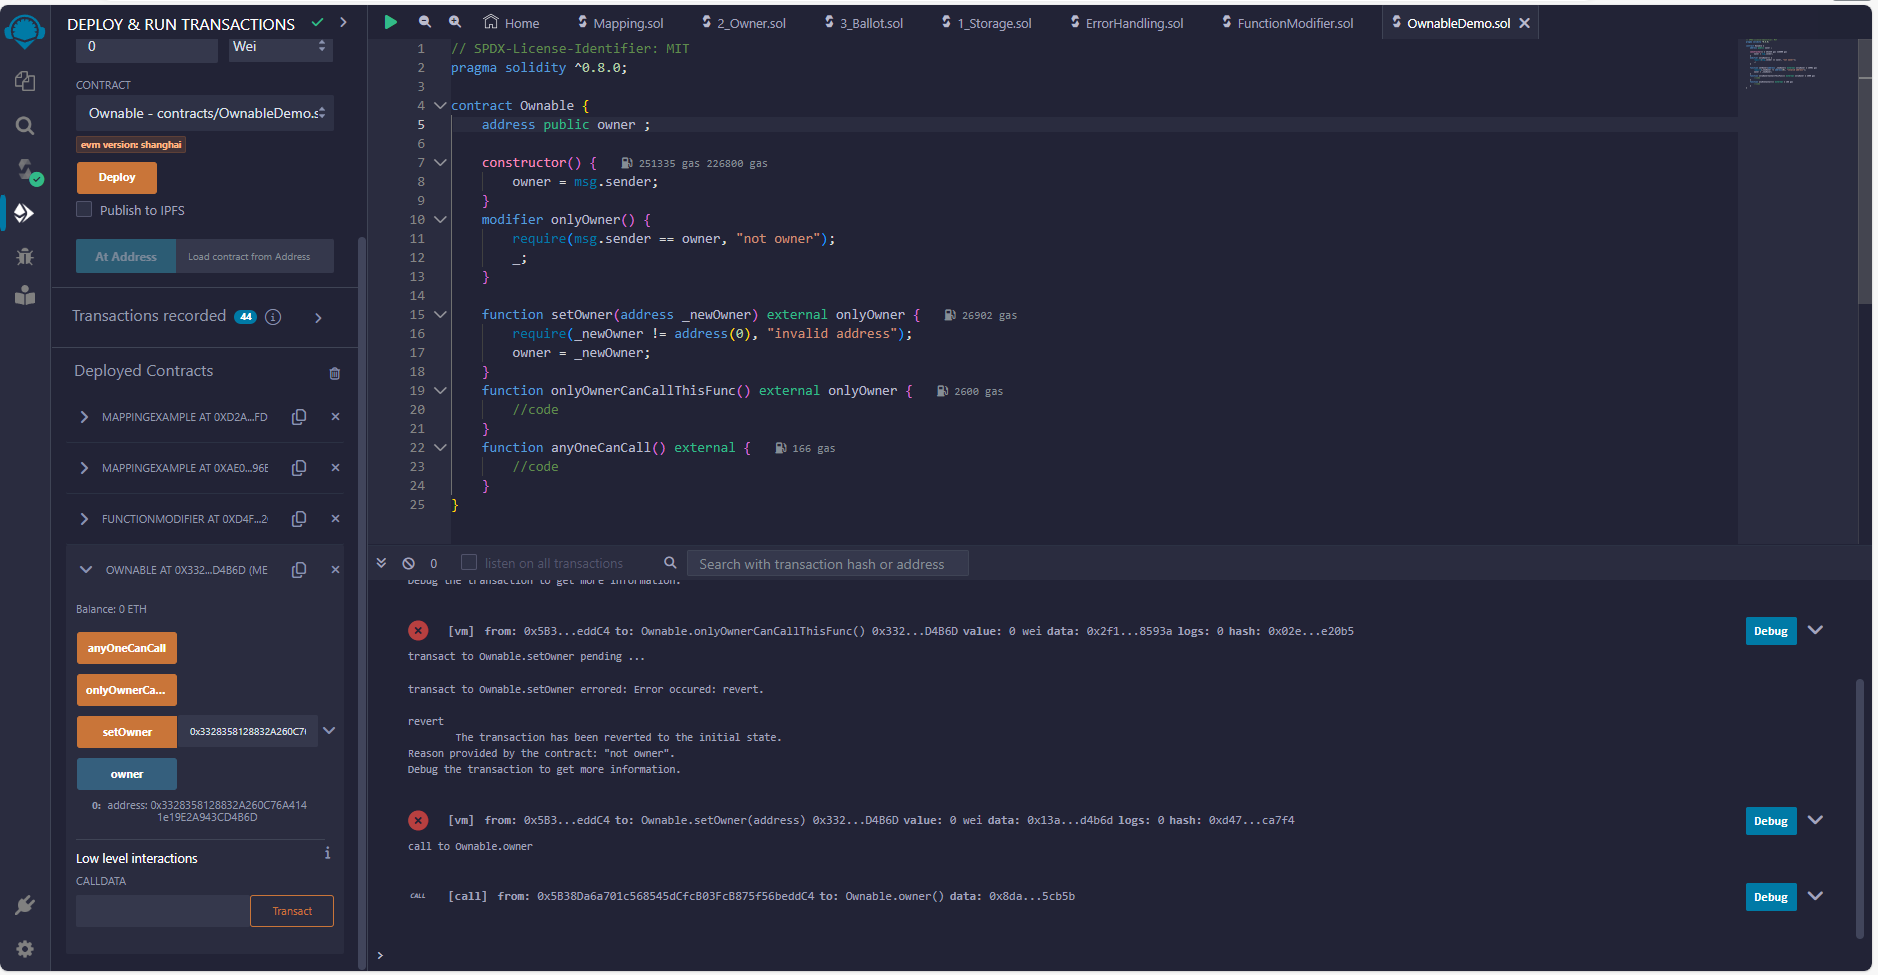 DEPLOY & RUN TRANSACTIONS
0
Wei
CONTRACT
Ownable - contracts/OwnableDemo.s
evm version: shanghai
Deploy
Publish to IPFS
At Address
Load contract from Address
Transactions recorded 44 i
Deployed Contracts
MAPPINGEXAMPLE AT 0XD2A...FD
MAPPINGEXAMPLE AT 0XAE0...96E
FUNCTIONMODIFIER AT 0XD4F...2
OWNABLE AT 0X332...D4B6D (ME
Balance: 0 ETH
anyOneCanCall
onlyOwnerCa...
setOwner 0x3328358128832A260C7
owner
0: address: 0x3328358128832A260C76A414
1e19E2A943CD4B6D
Low level interactions i
CALLDATA
Transact
Home Mapping.sol 2_Owner.sol 3_Ballot.sol 1_Storage.sol ErrorHandling.sol FunctionModifier.sol OwnableDemo.sol
1 // SPDX-License-Identifier: MIT
2 pragma solidity ^0.8.0;
3
4 contract Ownable {
5 address public owner ;
6
7 constructor() { 251335 gas 226800 gas
8 owner = msg.sender;
9 }
10 modifier onlyOwner() {
11 require(msg.sender == owner, "not owner");
12 _;
13 }
14
15 function setOwner(address _newOwner) external onlyOwner { 26902 gas
16 require(_newOwner != address(0), "invalid address");
17 owner = _newOwner;
18 }
19 function onlyOwnerCanCallThisFunc() external onlyOwner { 2600 gas
20 //code
21 }
22 function anyOneCanCall() external { 166 gas
23 //code
24 }
25 }
0 listen on all transactions Search with transaction hash or address
Debug the transaction to get more information.
[vm] from: 0x5B3...eddC4 to: Ownable.onlyOwnerCanCallThisFunc() 0x332...D4B6D value: 0 wei data: 0x2f1...8593a logs: 0 hash: 0x02e...e20b5 Debug
transact to Ownable.setOwner pending ...
transact to Ownable.setOwner errored: Error occured: revert.
revert
The transaction has been reverted to the initial state.
Reason provided by the contract: "not owner".
Debug the transaction to get more information.
[vm] from: 0x5B3...eddC4 to: Ownable.setOwner(address) 0x332...D4B6D value: 0 wei data: 0x13a...d4b6d logs: 0 hash: 0xd47...ca7f4 Debug
call to Ownable.owner
CALL [call] from: 0x5B38Da6a701c568545dCfcB03FcB875f56beddC4 to: Ownable.owner() data: 0x8da...5cb5b Debug
>